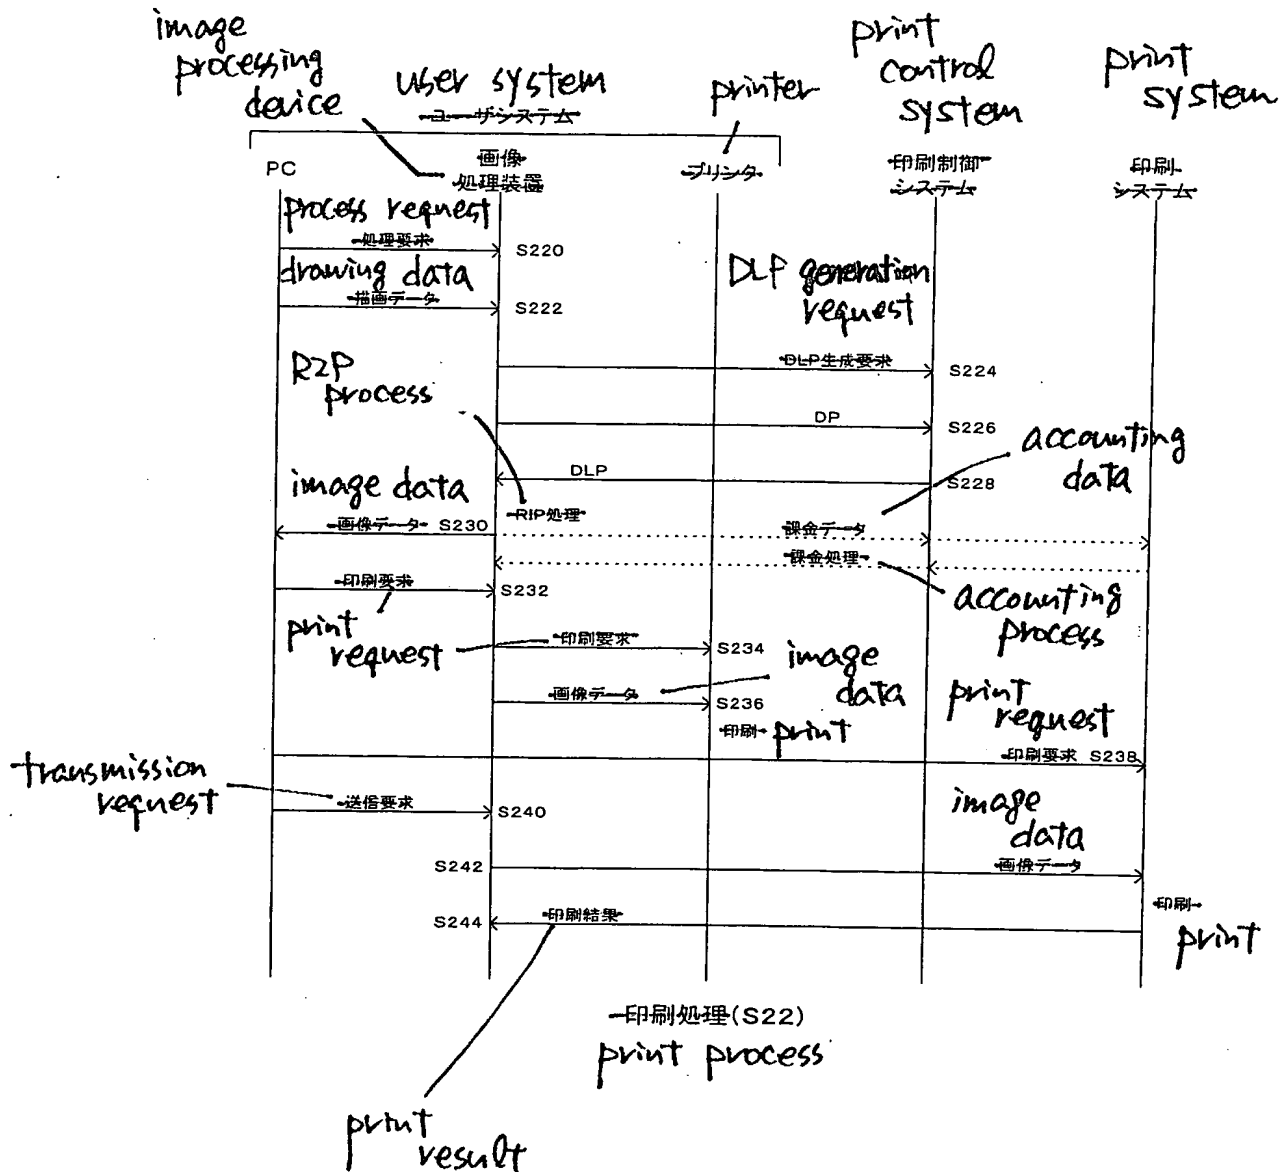 image
processing
device
user system
printer
print
control
system
print
system
ユーザシステム
PC
画像
処理装置
プリンタ
印刷制御
システム
印刷
システム
process request
処理要求
S220
drawing data
描画データ
S222
DLP generation
request
DLP生成要求
S224
R2P
process
DP
S226
accounting
data
DLP
S228
image data
RIP処理
画像データ S230
課金データ
課金処理
印刷要求
S232
accounting
process
print
request
印刷要求
S234
image
data
画像データ
S236
印刷
print
print
request
印刷要求 S238
transmission
request
送信要求
S240
image
data
S242
画像データ
S244
印刷結果
印刷
print
印刷処理(S22)
print process
print
result